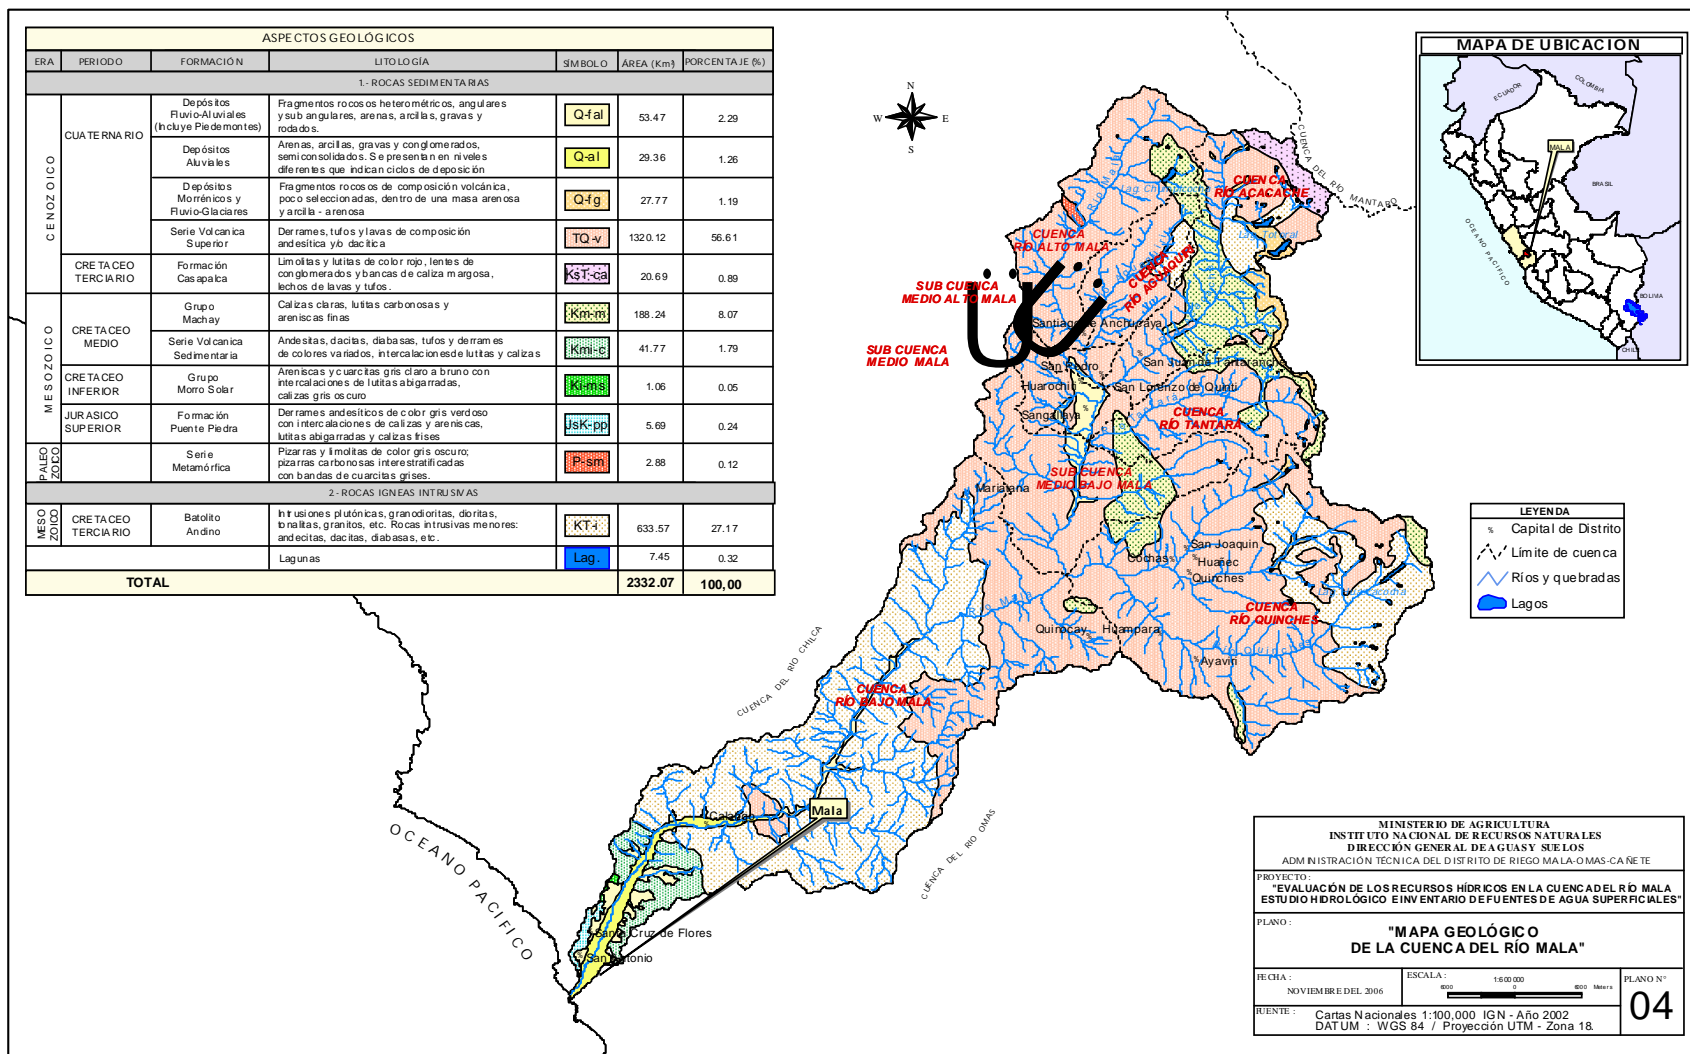 ASPECTOS GEOLÓGICOS
ERA PERIODO FORMACIÓN LITOLOGÍA SÍMBOLO ÁREA (Km²) PORCENTAJE (%)
1.- ROCAS SEDIMENTARIAS
CENOZOICO
CUATERNARIO
Depósitos
Fluvio-Aluviales
(Incluye Piedemontes)
Fragmentos rocosos heterométricos, angulares
y sub angulares, arenas, arcillas, gravas y
rodados.
Q-fal 53.47 2.29
Depósitos
Aluviales
Arenas, arcillas, gravas y conglomerados,
semiconsolidados. Se presentan en niveles
diferentes que indican ciclos de deposición
Q-al 29.36 1.26
Depósitos
Morrénicos y
Fluvio-Glaciares
Fragmentos rocosos de composición volcánica,
poco seleccionadas, dentro de una masa arenosa
y arcilla - arenosa
Q-fg 27.77 1.19
Serie Volcanica
Superior
Derrames, tufos y lavas de composición
andesítica y/o dacítica
TQ-v 1320.12 56.61
CRETACEO
TERCIARIO
Formación
Casapalca
Limolitas y lutitas de color rojo, lentes de
conglomerados y bancas de caliza margosa,
lechos de lavas y tufos.
KsT-ca 20.69 0.89
MESOZOICO
CRETACEO
MEDIO
Grupo
Machay
Calizas claras, lutitas carbonosas y
areniscas finas
Km-m 188.24 8.07
Serie Volcanica
Sedimentaria
Andesitas, dacitas, diabasas, tufos y derrames
de colores variados, intercalaciones de lutitas y calizas
Kmi-c 41.77 1.79
CRETACEO
INFERIOR
Grupo
Morro Solar
Areniscas y cuarcitas gris claro a bruno con
intercalaciones de lutitas abigarradas,
calizas gris oscuro
Ki-ms 1.06 0.05
JURASICO
SUPERIOR
Formación
Puente Piedra
Derrames andesíticos de color gris verdoso
con intercalaciones de calizas y areniscas,
lutitas abigarradas y calizas frises
JsK-pp 5.69 0.24
PALEO
ZOICO
Serie
Metamórfica
Pizarras y limolitas de color gris oscuro;
pizarras carbonosas interestratificadas
con bandas de cuarcitas grises.
P-sm 2.88 0.12
2.- ROCAS IGNEAS INTRUSIVAS
MESO
ZOICO
CRETACEO
TERCIARIO
Batolito
Andino
Intrusiones plutónicas, granodioritas, dioritas,
tonalitas, granitos, etc. Rocas intrusivas menores:
andecitas, dacitas, diabasas, etc.
KT-i 633.57 27.17
Lagunas Lag. 7.45 0.32
TOTAL 2332.07 100,00
N
W E
S
MAPA DE UBICACION
ECUADOR
COLOMBIA
MALA
BRASIL
OCEANO PACIFICO
BOLIVIA
CHILE
CUENCA DEL RÍO MANTARO
CUENCA
RÍO ACACACHE
CUENCA
RÍO ALTO MALA
Río Mala
CUENCA
RÍO AGUAQUIRI
SUB CUENCA
MEDIO ALTO MALA
Ü Ü
Santiago de Anchucaya
SUB CUENCA
MEDIO MALA
San Pedro
Huarochirí
San Juan de Tantaranche
San Lorenzo de Quinti
Sangallaya
CUENCA
RÍO TANTARA
SUB CUENCA
MEDIO BAJO MALA
Mariatana
San Joaquin
Cochas
Huañec
Quinches
Río Mala
CUENCA
RÍO QUINCHES
Quinocay
Huampara
Río Quinches
Ayaviri
CUENCA DEL RÍO CHILCA
CUENCA
RÍO BAJO MALA
Mala
Calango
CUENCA DEL RÍO OMAS
OCEANO PACIFICO
Santa Cruz de Flores
San Antonio
LEYENDA
Capital de Distrito
Límite de cuenca
Ríos y quebradas
Lagos
MINISTERIO DE AGRICULTURA
INSTITUTO NACIONAL DE RECURSOS NATURALES
DIRECCIÓN GENERAL DE AGUAS Y SUELOS
ADMINISTRACIÓN TÉCNICA DEL DISTRITO DE RIEGO MALA-OMAS-CAÑETE
PROYECTO:
"EVALUACIÓN DE LOS RECURSOS HÍDRICOS EN LA CUENCA DEL RÍO MALA
ESTUDIO HIDROLÓGICO E INVENTARIO DE FUENTES DE AGUA SUPERFICIALES"
PLANO :
"MAPA GEOLÓGICO
DE LA CUENCA DEL RÍO MALA"
FECHA :
NOVIEMBRE DEL 2006
ESCALA :
1:600 000
6000 0 6000 Meters
PLANO Nº
04
FUENTE :
Cartas Nacionales 1:100,000 IGN - Año 2002
DATUM : WGS 84 / Proyección UTM - Zona 18.